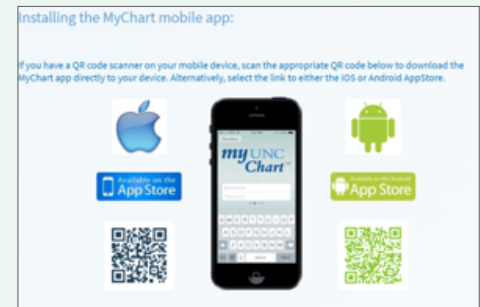 Installing the MyChart mobile app:
If you have a QR code scanner on your mobile device, scan the appropriate QR code below to download the
MyChart app directly to your device. Alternatively, select the link to either the iOS or Android AppStore.
Available on the
App Store
my UNC
Chart
Available on the Android
App Store